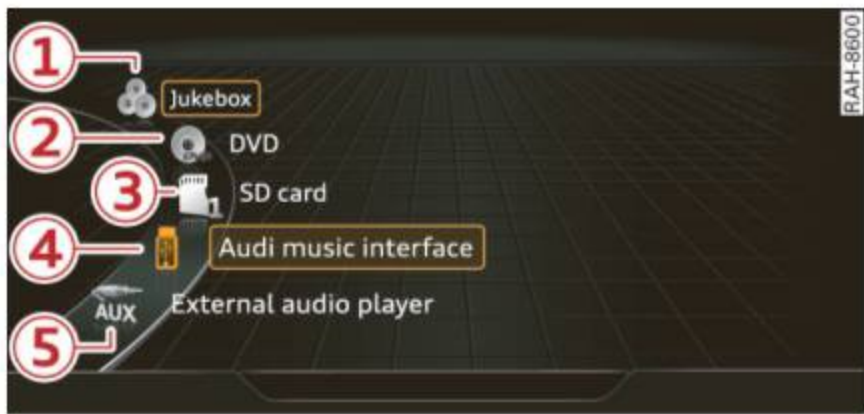 1
Jukebox
2
DVD
3
1
SD card
4
Audi music interface
AUX
External audio player
5
RAH-8600